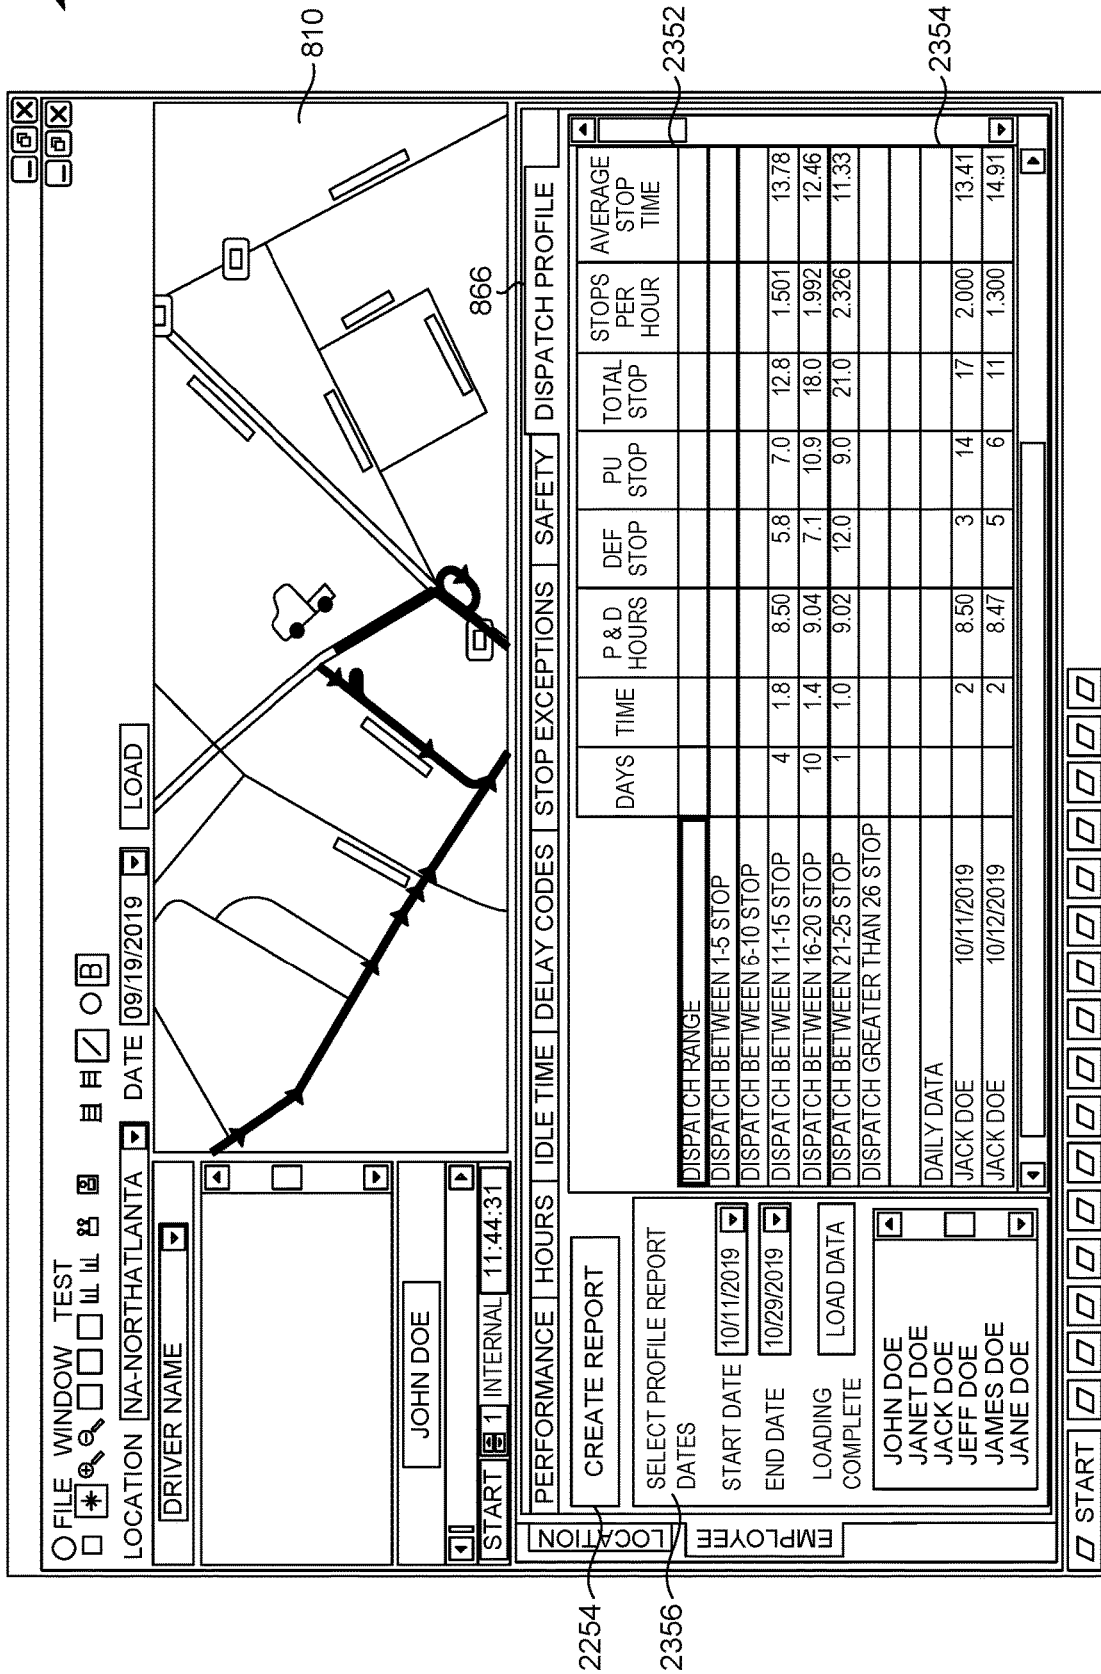 810
FILE WINDOW TEST
B
LOCATION NA-NORTHATLANTA DATE 09/19/2019 LOAD
DRIVER NAME
JOHN DOE
START 1 INTERNAL 11:44:31
866
PERFORMANCE HOURS IDLE TIME DELAY CODES STOP EXCEPTIONS SAFETY DISPATCH PROFILE
LOCATION
EMPLOYEE
2254
CREATE REPORT
2356
SELECT PROFILE REPORT
DATES
START DATE 10/11/2019
END DATE 10/29/2019
LOADING
COMPLETE
LOAD DATA
JOHN DOE
JANET DOE
JACK DOE
JEFF DOE
JAMES DOE
JANE DOE
DAYS TIME P & D HOURS DEF STOP PU STOP TOTAL STOP STOPS PER HOUR AVERAGE STOP TIME
2352
DISPATCH RANGE
DISPATCH BETWEEN 1-5 STOP
DISPATCH BETWEEN 6-10 STOP
DISPATCH BETWEEN 11-15 STOP 4 1.8 8.50 5.8 7.0 12.8 1.501 13.78
DISPATCH BETWEEN 16-20 STOP 10 1.4 9.04 7.1 10.9 18.0 1.992 12.46
DISPATCH BETWEEN 21-25 STOP 1 1.0 9.02 12.0 9.0 21.0 2.326 11.33
DISPATCH GREATER THAN 26 STOP
2354
DAILY DATA
JACK DOE 10/11/2019 2 8.50 3 14 17 2.000 13.41
JACK DOE 10/12/2019 2 8.47 5 6 11 1.300 14.91
START